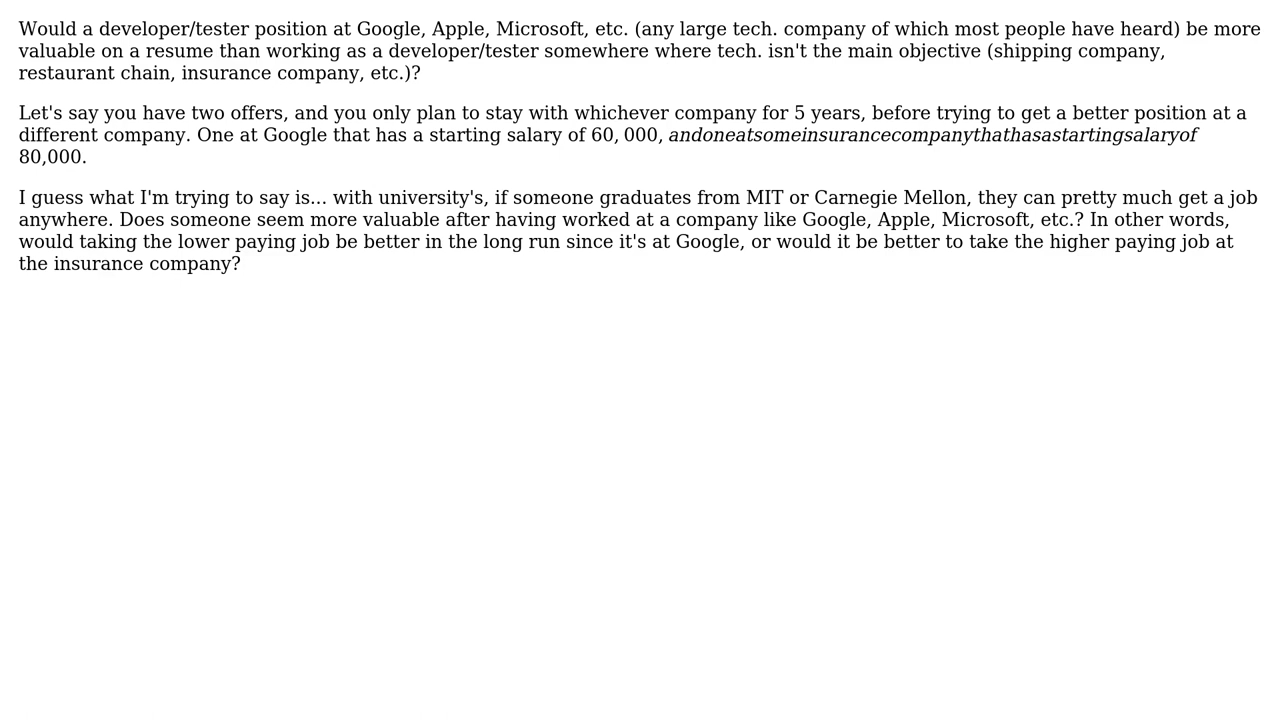 Would a developer/tester position at Google, Apple, Microsoft, etc. (any large tech. company of which most people have heard) be more
valuable on a resume than working as a developer/tester somewhere where tech. isn't the main objective (shipping company,
restaurant chain, insurance company, etc.)?
Let's say you have two offers, and you only plan to stay with whichever company for 5 years, before trying to get a better position at a
different company. One at Google that has a starting salary of 60, 000, andoneatsomeinsurancecompanythathasastartingsalaryof
80,000.
I guess what I'm trying to say is... with university's, if someone graduates from MIT or Carnegie Mellon, they can pretty much get a job
anywhere. Does someone seem more valuable after having worked at a company like Google, Apple, Microsoft, etc.? In other words,
would taking the lower paying job be better in the long run since it's at Google, or would it be better to take the higher paying job at
the insurance company?